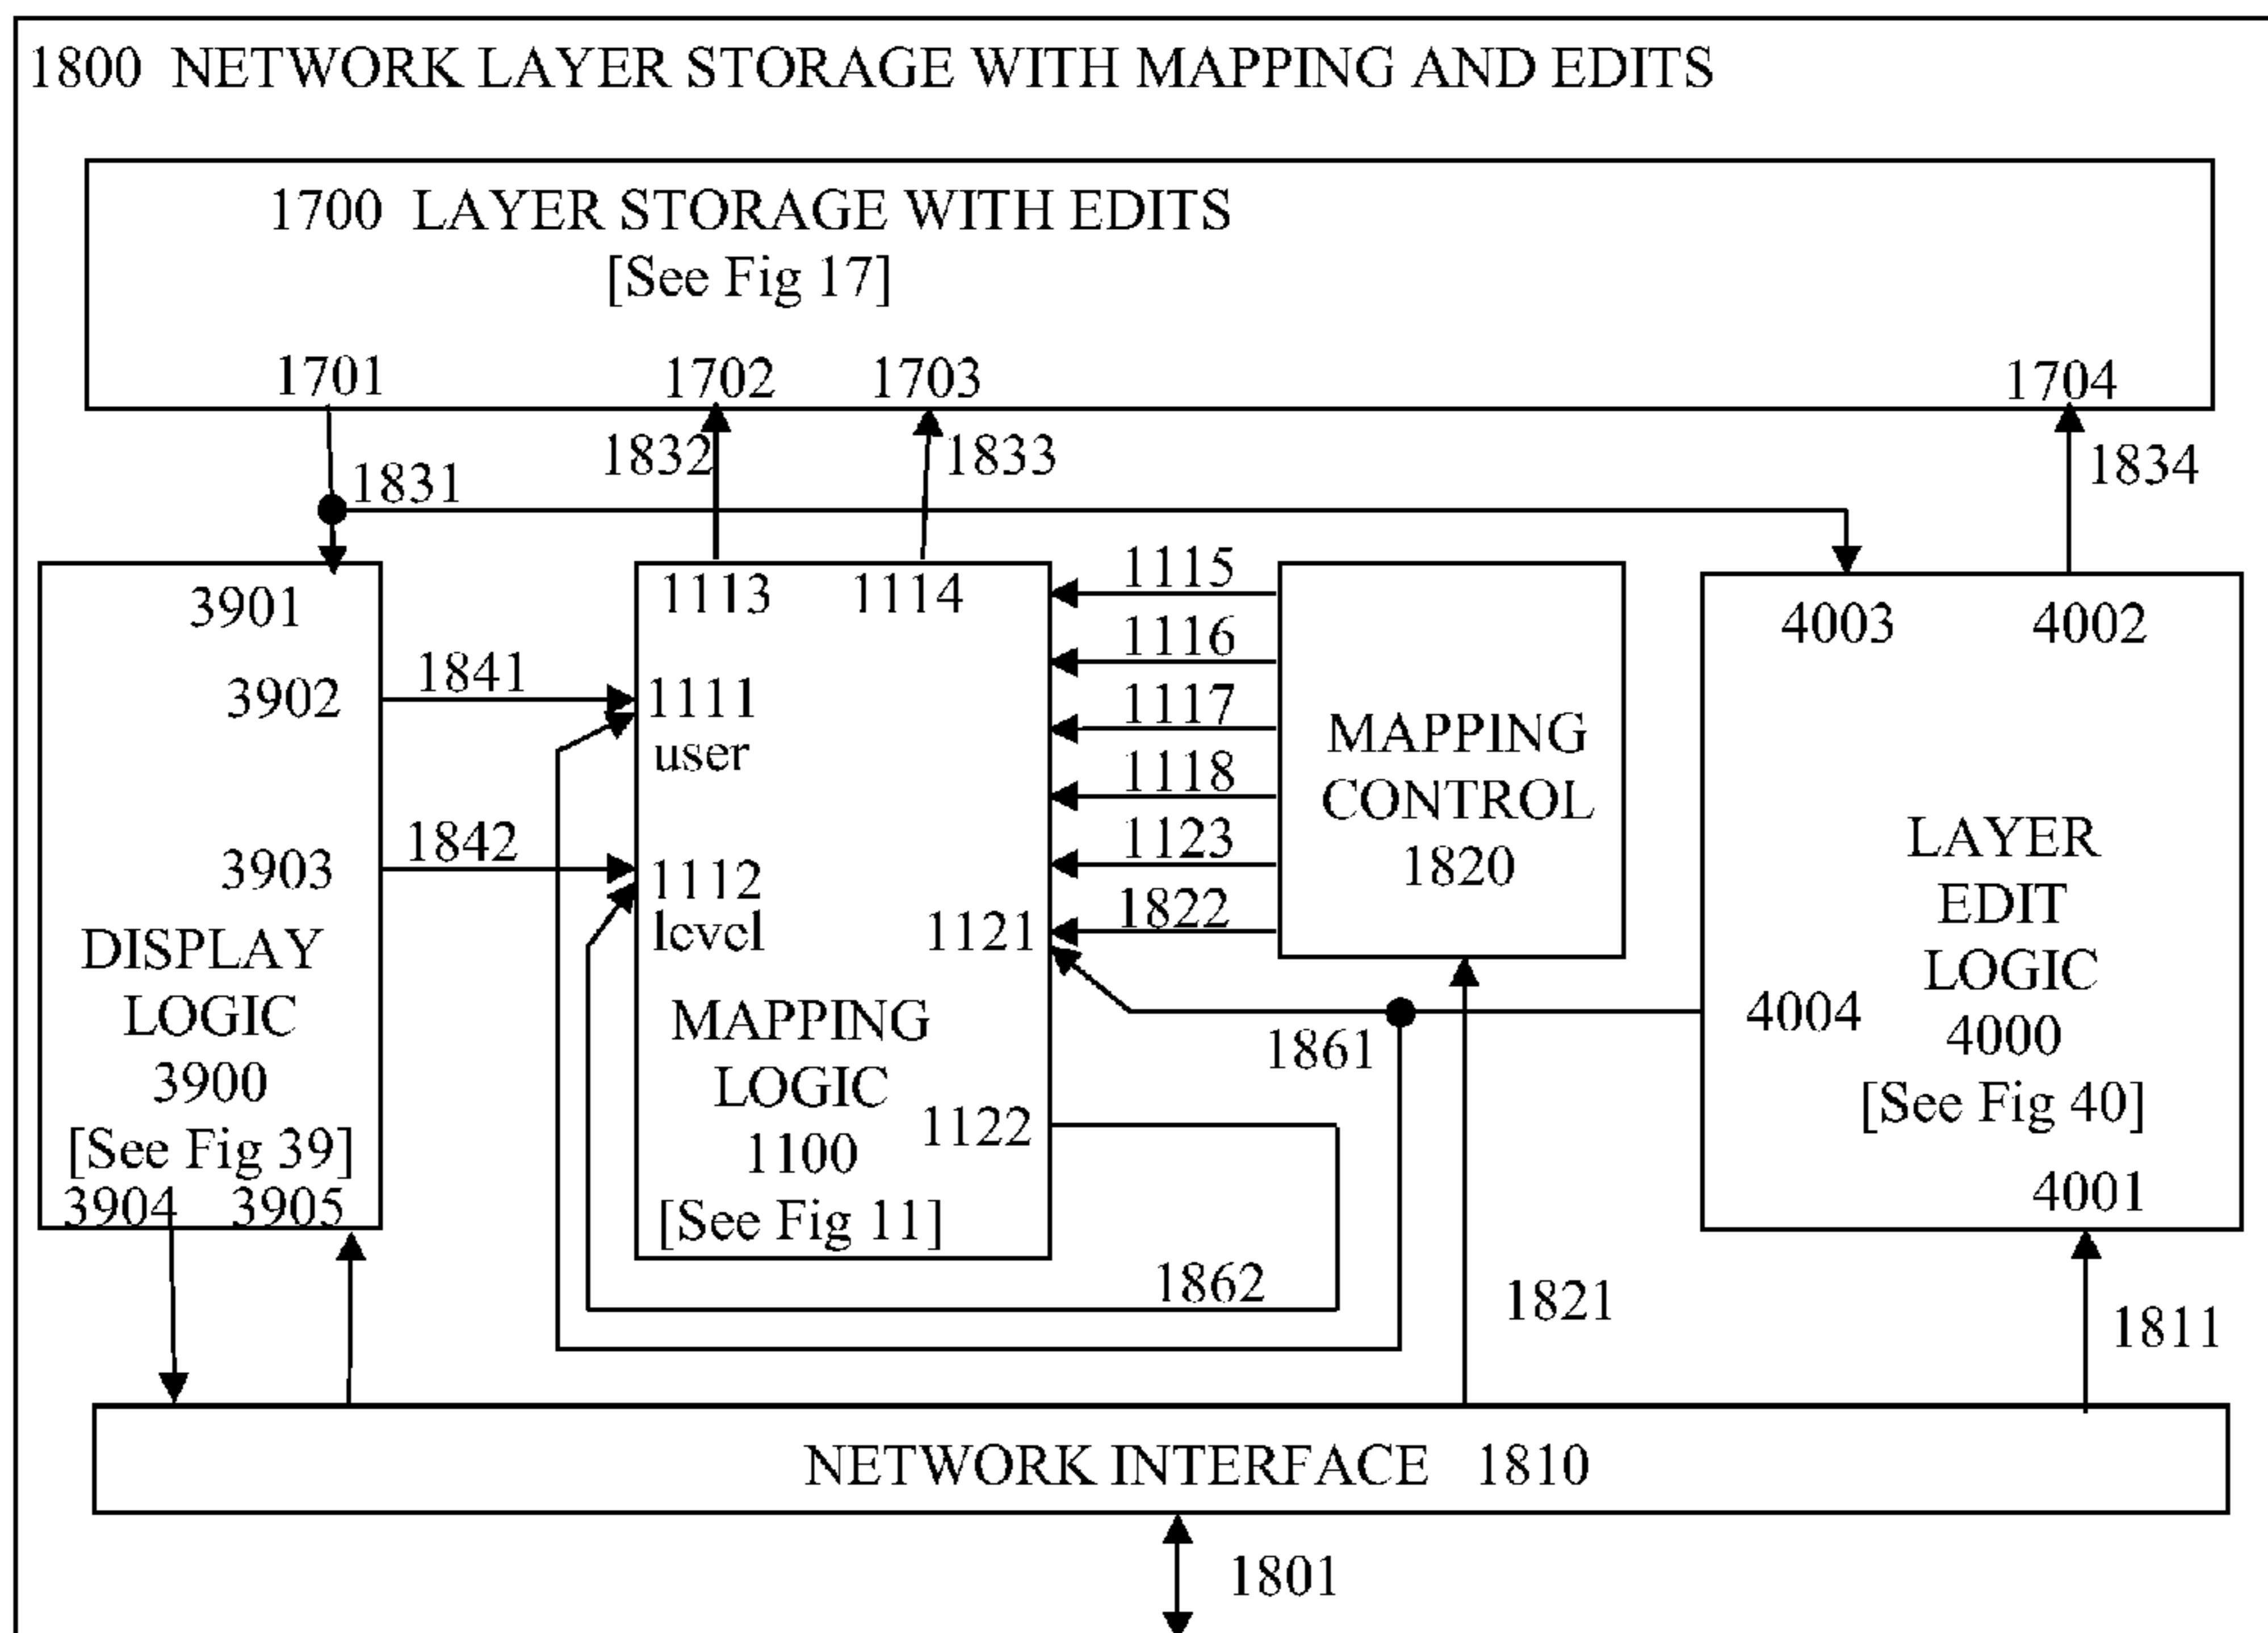 1800 NETWORK LAYER STORAGE WITH MAPPING AND EDITS
1700 LAYER STORAGE WITH EDITS
[See Fig 17]
1701
1702
1703
1704
1831
1832
1833
1834
3901
3902
3903
DISPLAY
LOGIC
3900
[See Fig 39]
3904
3905
1841
1842
1113
1114
1111
user
1112
level
1121
MAPPING
LOGIC
1100
1122
[See Fig 11]
1115
1116
1117
1118
1123
1822
MAPPING
CONTROL
1820
4003
4002
LAYER
EDIT
LOGIC
4004
4000
[See Fig 40]
4001
1861
1862
1821
1811
NETWORK INTERFACE 1810
1801